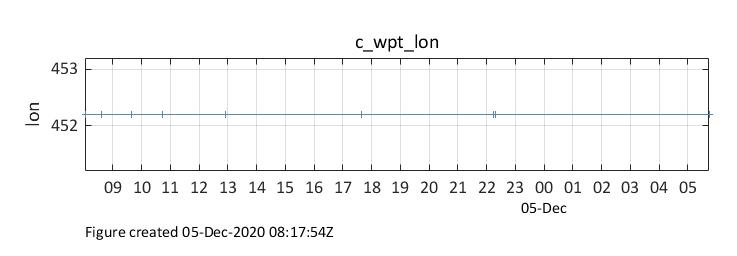 c_wpt_lon
453
lon
452
09 10 11 12 13 14 15 16 17 18 19 20 21 22 23 00 01 02 03 04 05
05-Dec
Figure created 05-Dec-2020 08:17:54Z